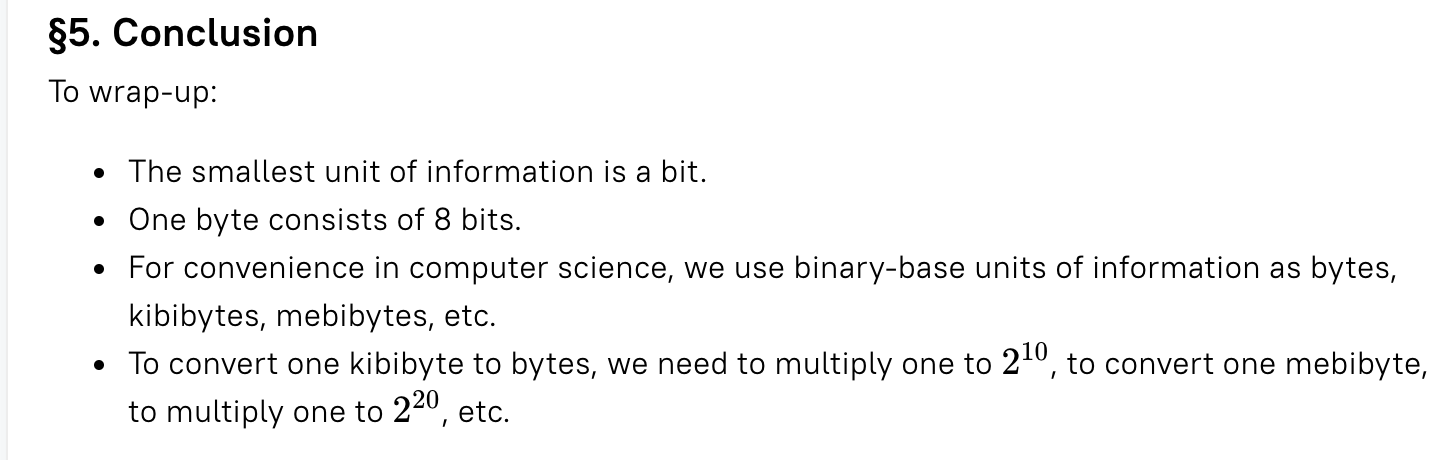 §5. Conclusion
To wrap-up:
• The smallest unit of information is a bit.
• One byte consists of 8 bits.
• For convenience in computer science, we use binary-base units of information as bytes,
kibibytes, mebibytes, etc.
• To convert one kibibyte to bytes, we need to multiply one to 2^10, to convert one mebibyte,
to multiply one to 2^20, etc.